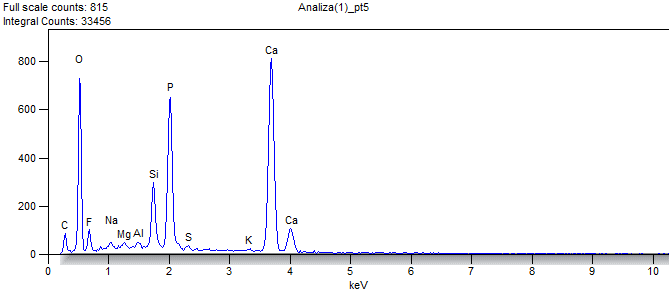 Full scale counts: 815
Analiza(1)_pt5
Integral Counts: 33456
800
600
400
200
0
C
O
F
Na
Mg
Al
Si
P
S
K
Ca
Ca
0 1 2 3 4 5 6 7 8 9 10
keV